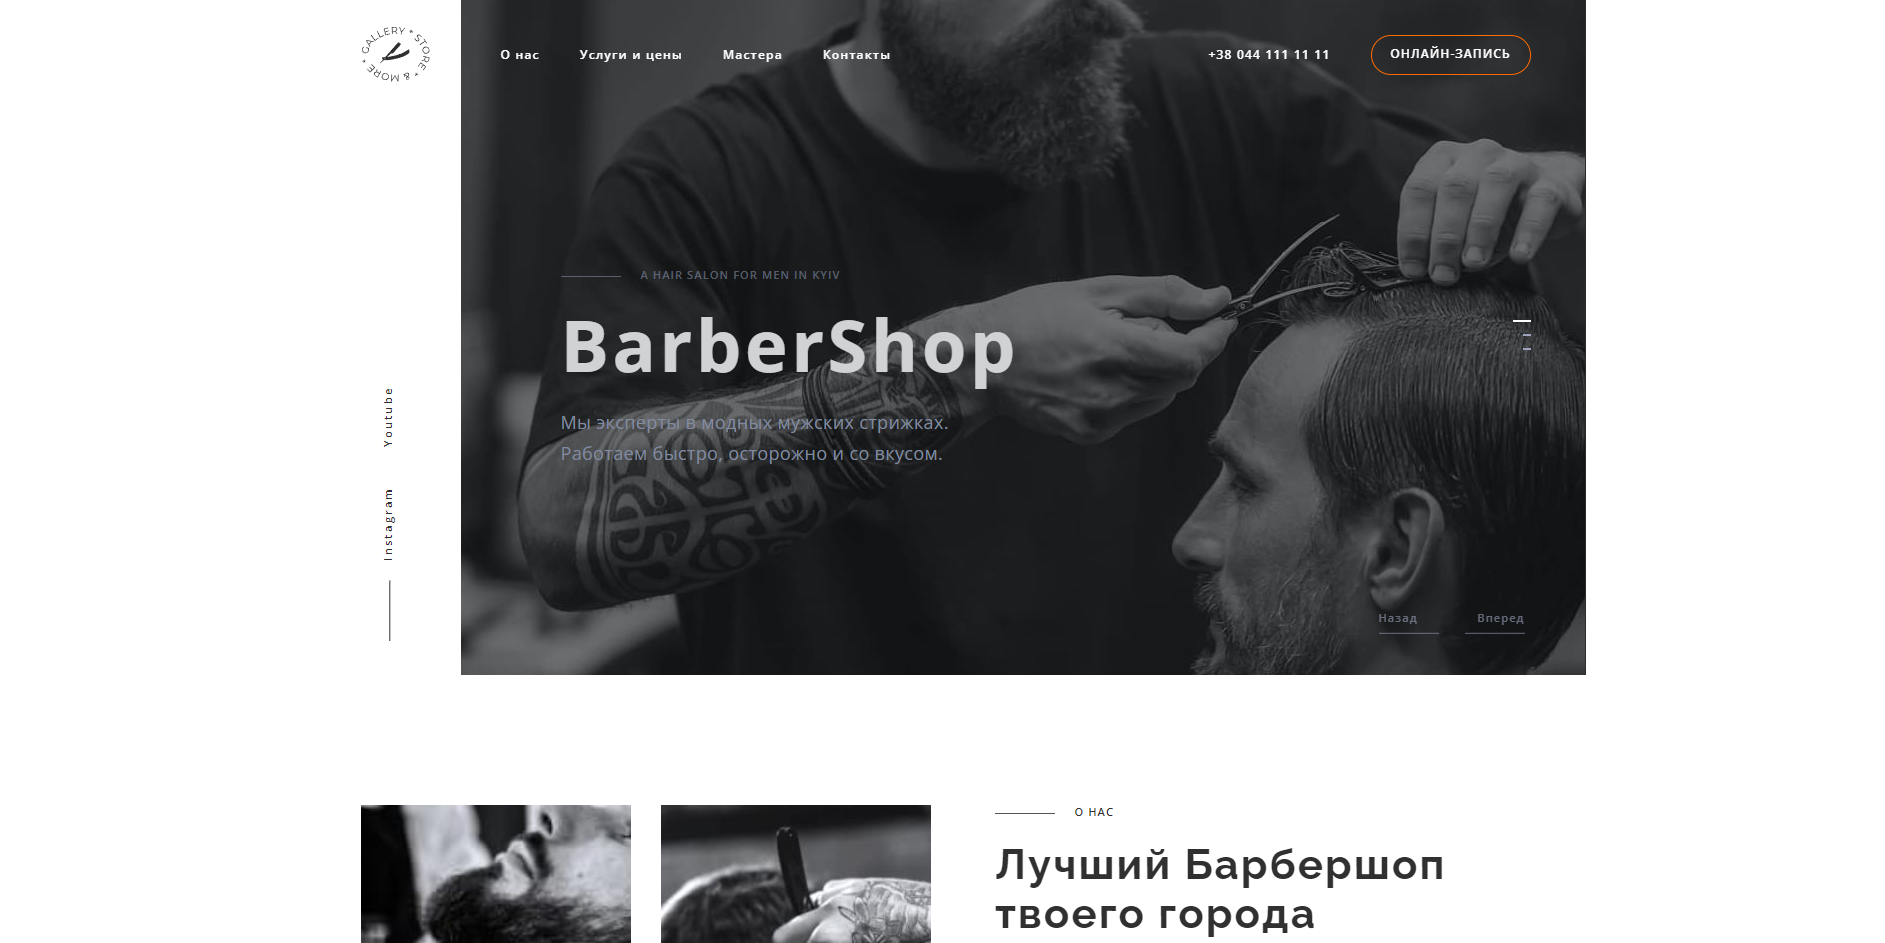 GALLERY * STORE * & MORE *
О нас
Услуги и цены
Мастера
Контакты
+38 044 111 11 11
ОНЛАЙН-ЗАПИСЬ
A HAIR SALON FOR MEN IN KYIV
BarberShop
Мы эксперты в модных мужских стрижках.
Работаем быстро, осторожно и со вкусом.
Youtube
Instagram
Назад
Вперед
О НАС
Лучший Барбершоп
твоего города